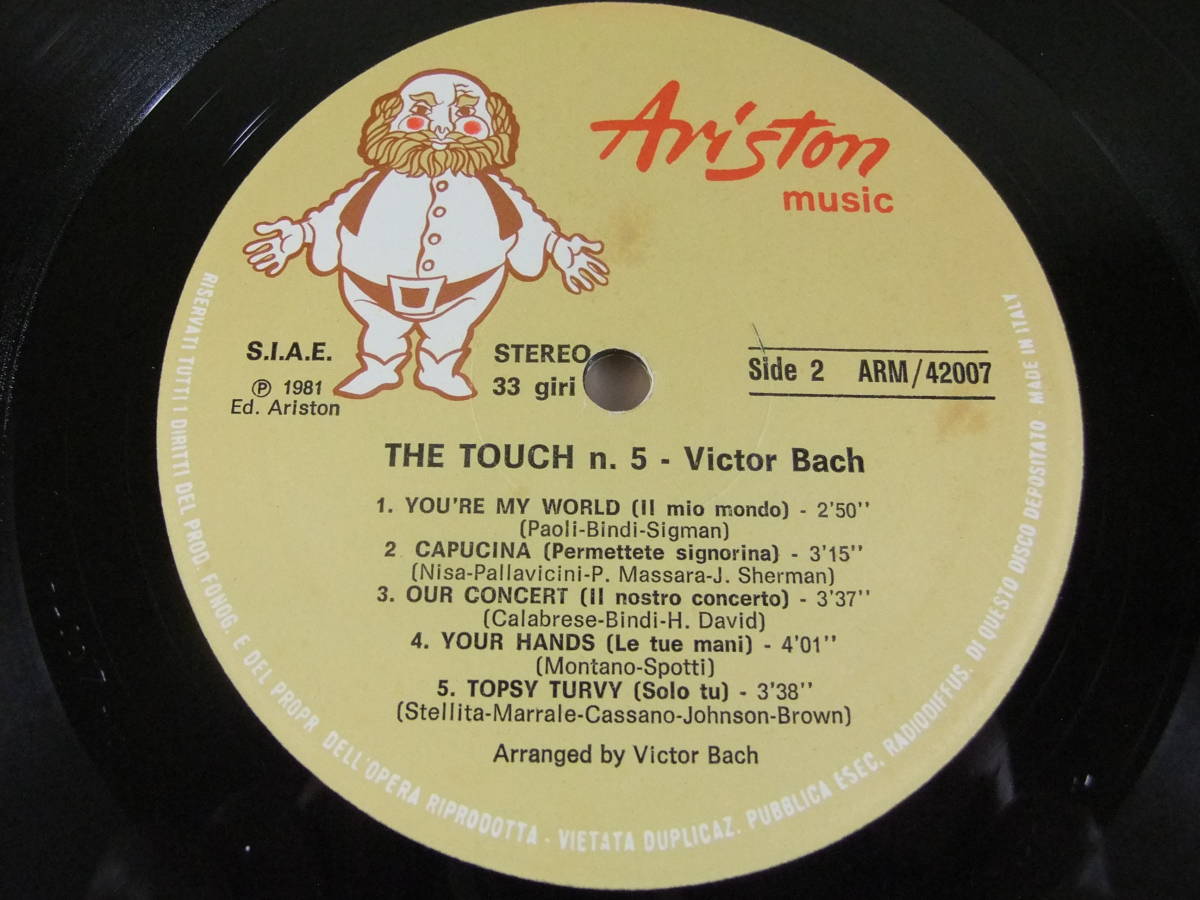 Ariston
music
S.I.A.E.
Ⓟ 1981
Ed. Ariston
STEREO
33 giri
Side 2 ARM/42007
THE TOUCH n. 5 - Victor Bach
1. YOU'RE MY WORLD (Il mio mondo) - 2'50''
(Paoli-Bindi-Sigman)
2 CAPUCINA (Permettete signorina) - 3'15''
(Nisa-Pallavicini-P. Massara-J. Sherman)
3. OUR CONCERT (Il nostro concerto) - 3'37''
(Calabrese-Bindi-H. David)
4. YOUR HANDS (Le tue mani) - 4'01''
(Montano-Spotti)
5. TOPSY TURVY (Solo tu) - 3'38''
(Stellita-Marrale-Cassano-Johnson-Brown)
Arranged by Victor Bach
RISERVATI TUTTI I DIRITTI DEL PROD. FONOG. E DEL PROPR DELL'OPERA RIPRODOTTA - VIETATA DUPLICAZ. PUBBLICA ESEC. RADIODIFFUS. DI QUESTO DISCO DEPOSITATO - MADE IN ITALY